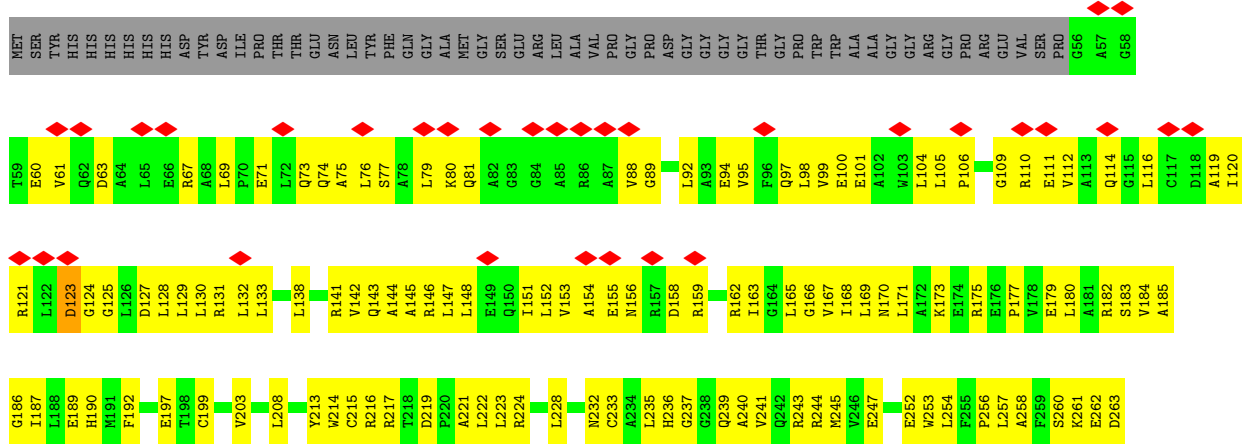 MET SER TYR HIS HIS HIS HIS HIS HIS ASP TYR ASP ILE PRO THR THR GLU ASN LEU TYR PHE GLN GLY ALA MET GLY SER GLU ARG LEU ALA VAL PRO GLY PRO ASP GLY GLY GLY GLY THR GLY PRO TRP TRP ALA ALA GLY GLY ARG GLY PRO ARG GLU VAL SER PRO G56 A57 G58
T59 E60 V61 Q62 D63 A64 L65 E66 R67 A68 L69 P70 E71 L72 Q73 Q74 A75 L76 S77 A78 L79 K80 Q81 A82 G83 G84 A85 R86 A87 V88 G89 L92 A93 E94 V95 F96 Q97 L98 V99 E100 E101 A102 W103 L104 L105 P106 G109 R110 E111 V112 A113 Q114 G115 L116 C117 D118 A119 I120
R121 L122 D123 G124 G125 L126 D127 L128 L129 L130 R131 L132 L133 L138 R141 V142 Q143 A144 A145 R146 L147 L148 E149 Q150 I151 L152 V153 A154 E155 N156 R157 D158 R159 R162 I163 G164 L165 G166 V167 I168 L169 N170 L171 A172 K173 E174 R175 E176 P177 V178 E179 L180 A181 R182 S183 V184 A185
G186 I187 L188 E189 H190 M191 F192 E197 T198 C199 V203 L208 Y213 W214 C215 R216 R217 T218 D219 P220 A221 L222 L223 R224 L228 N232 C233 A234 L235 H236 G237 G238 Q239 A240 V241 Q242 R243 R244 M245 V246 E247 E252 W253 L254 F255 P256 L257 A258 F259 S260 K261 E262 D263